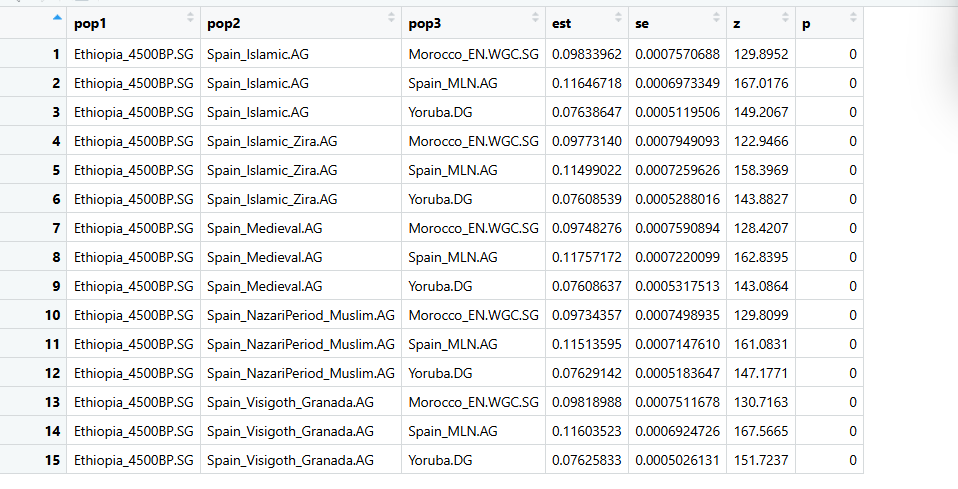 pop1 pop2 pop3 est se z p
1 Ethiopia_4500BP.SG Spain_Islamic.AG Morocco_EN.WGC.SG 0.09833962 0.0007570688 129.8952 0
2 Ethiopia_4500BP.SG Spain_Islamic.AG Spain_MLN.AG 0.11646718 0.0006973349 167.0176 0
3 Ethiopia_4500BP.SG Spain_Islamic.AG Yoruba.DG 0.07638647 0.0005119506 149.2067 0
4 Ethiopia_4500BP.SG Spain_Islamic_Zira.AG Morocco_EN.WGC.SG 0.09773140 0.0007949093 122.9466 0
5 Ethiopia_4500BP.SG Spain_Islamic_Zira.AG Spain_MLN.AG 0.11499022 0.0007259626 158.3969 0
6 Ethiopia_4500BP.SG Spain_Islamic_Zira.AG Yoruba.DG 0.07608539 0.0005288016 143.8827 0
7 Ethiopia_4500BP.SG Spain_Medieval.AG Morocco_EN.WGC.SG 0.09748276 0.0007590894 128.4207 0
8 Ethiopia_4500BP.SG Spain_Medieval.AG Spain_MLN.AG 0.11757172 0.0007220099 162.8395 0
9 Ethiopia_4500BP.SG Spain_Medieval.AG Yoruba.DG 0.07608637 0.0005317513 143.0864 0
10 Ethiopia_4500BP.SG Spain_NazariPeriod_Muslim.AG Morocco_EN.WGC.SG 0.09734357 0.0007498935 129.8099 0
11 Ethiopia_4500BP.SG Spain_NazariPeriod_Muslim.AG Spain_MLN.AG 0.11513595 0.0007147610 161.0831 0
12 Ethiopia_4500BP.SG Spain_NazariPeriod_Muslim.AG Yoruba.DG 0.07629142 0.0005183647 147.1771 0
13 Ethiopia_4500BP.SG Spain_Visigoth_Granada.AG Morocco_EN.WGC.SG 0.09818988 0.0007511678 130.7163 0
14 Ethiopia_4500BP.SG Spain_Visigoth_Granada.AG Spain_MLN.AG 0.11603523 0.0006924726 167.5665 0
15 Ethiopia_4500BP.SG Spain_Visigoth_Granada.AG Yoruba.DG 0.07625833 0.0005026131 151.7237 0